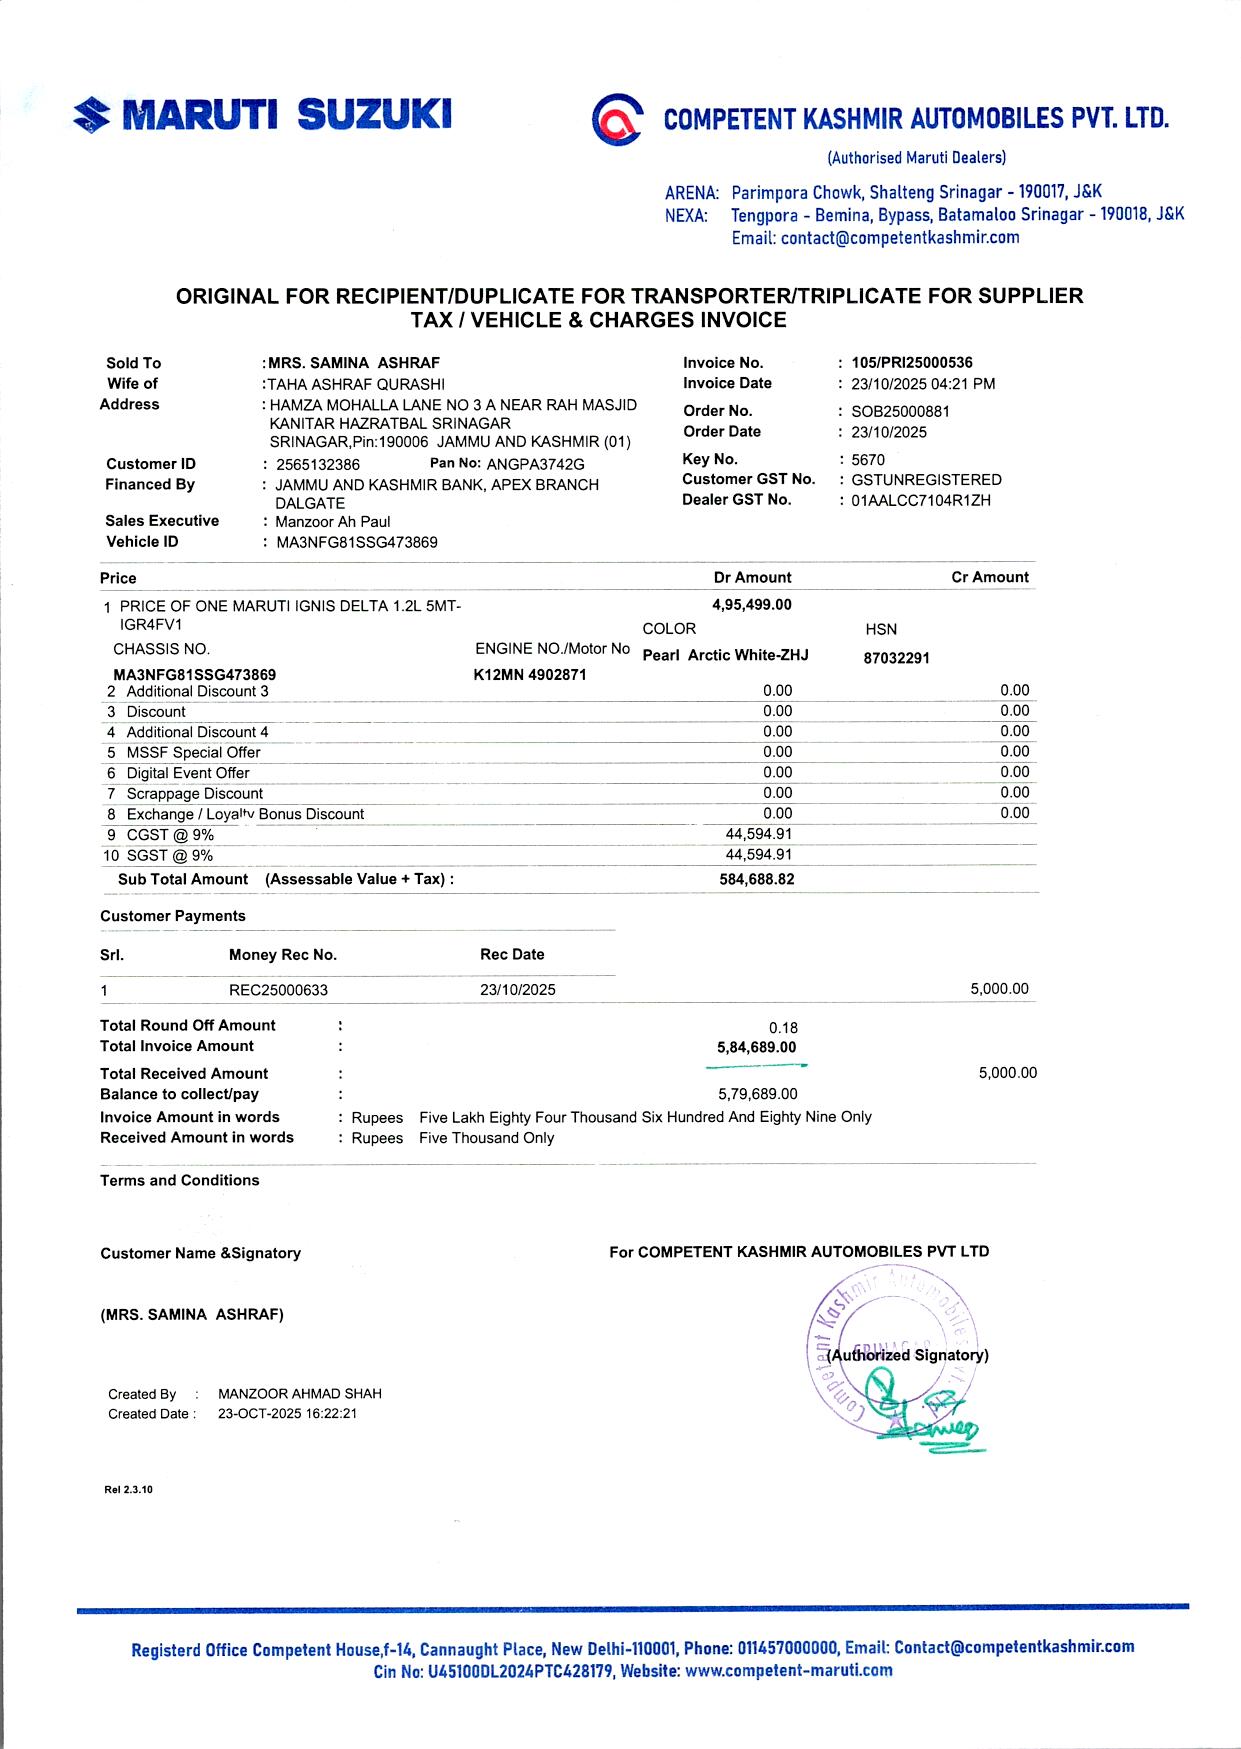 MARUTI SUZUKI
COMPETENT KASHMIR AUTOMOBILES PVT. LTD.
(Authorised Maruti Dealers)
ARENA: Parimpora Chowk, Shalteng Srinagar - 190017, J&K
NEXA: Tengpora - Bemina, Bypass, Batamaloo Srinagar - 190018, J&K
Email: contact@competentkashmir.com
ORIGINAL FOR RECIPIENT/DUPLICATE FOR TRANSPORTER/TRIPLICATE FOR SUPPLIER
TAX / VEHICLE & CHARGES INVOICE
Sold To :MRS. SAMINA ASHRAF
Wife of :TAHA ASHRAF QURASHI
Address : HAMZA MOHALLA LANE NO 3 A NEAR RAH MASJID
KANITAR HAZRATBAL SRINAGAR
SRINAGAR,Pin:190006 JAMMU AND KASHMIR (01)
Customer ID : 2565132386 Pan No: ANGPA3742G
Financed By : JAMMU AND KASHMIR BANK, APEX BRANCH
DALGATE
Sales Executive : Manzoor Ah Paul
Vehicle ID : MA3NFG81SSG473869
Invoice No. : 105/PRI25000536
Invoice Date : 23/10/2025 04:21 PM
Order No. : SOB25000881
Order Date : 23/10/2025
Key No. : 5670
Customer GST No. : GSTUNREGISTERED
Dealer GST No. : 01AALCC7104R1ZH
Price Dr Amount Cr Amount
1 PRICE OF ONE MARUTI IGNIS DELTA 1.2L 5MT- 4,95,499.00
IGR4FV1
COLOR HSN
CHASSIS NO. ENGINE NO./Motor No
Pearl Arctic White-ZHJ 87032291
MA3NFG81SSG473869 K12MN 4902871
2 Additional Discount 3 0.00 0.00
3 Discount 0.00 0.00
4 Additional Discount 4 0.00 0.00
5 MSSF Special Offer 0.00 0.00
6 Digital Event Offer 0.00 0.00
7 Scrappage Discount 0.00 0.00
8 Exchange / Loyalty Bonus Discount 0.00 0.00
9 CGST @ 9% 44,594.91
10 SGST @ 9% 44,594.91
Sub Total Amount (Assessable Value + Tax) : 584,688.82
Customer Payments
Srl. Money Rec No. Rec Date
1 REC25000633 23/10/2025 5,000.00
Total Round Off Amount : 0.18
Total Invoice Amount : 5,84,689.00
Total Received Amount : 5,000.00
Balance to collect/pay : 5,79,689.00
Invoice Amount in words : Rupees Five Lakh Eighty Four Thousand Six Hundred And Eighty Nine Only
Received Amount in words : Rupees Five Thousand Only
Terms and Conditions
Customer Name &Signatory
For COMPETENT KASHMIR AUTOMOBILES PVT LTD
(MRS. SAMINA ASHRAF)
Competent Kashmir Automobiles Pvt. Ltd.
SRINAGAR
(Authorized Signatory)
Created By : MANZOOR AHMAD SHAH
Created Date : 23-OCT-2025 16:22:21
Rel 2.3.10
Registerd Office Competent House,f-14, Cannaught Place, New Delhi-110001, Phone: 011457000000, Email: Contact@competentkashmir.com
Cin No: U45100DL2024PTC428179, Website: www.competent-maruti.com